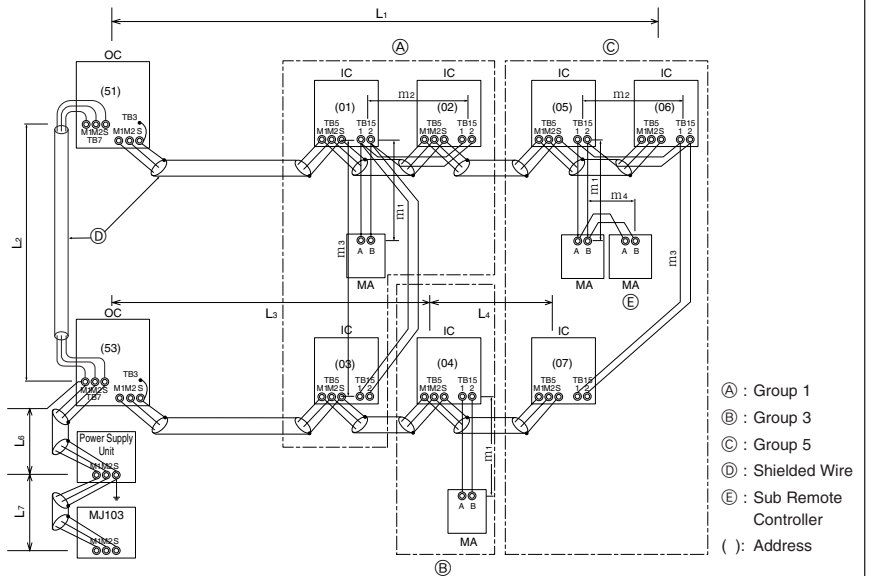 L1
Ⓐ
Ⓒ
OC
IC
IC
IC
IC
(51)
(01)
m2
(02)
(05)
m2
(06)
TB3
TB5
TB15
TB5
TB15
TB5
TB15
TB5
TB15
M1M2S
M1M2S
M1M2S
1 2
M1M2S
1 2
M1M2S
1 2
M1M2S
1 2
TB7
m1
m1
m4
L2
Ⓓ
m3
m3
A B
A B
A B
MA
MA
MA
Ⓔ
L3
L4
OC
IC
IC
IC
(53)
(03)
(04)
(07)
TB3
TB5
TB15
TB5
TB15
TB5
TB15
M1M2S
M1M2S
M1M2S
1 2
M1M2S
1 2
M1M2S
1 2
TB7
L6
Power Supply
Unit
M1M2S
m1
L7
MJ103
M1M2S
A B
MA
Ⓑ
Ⓐ : Group 1
Ⓑ : Group 3
Ⓒ : Group 5
Ⓓ : Shielded Wire
Ⓔ : Sub Remote
Controller
( ): Address